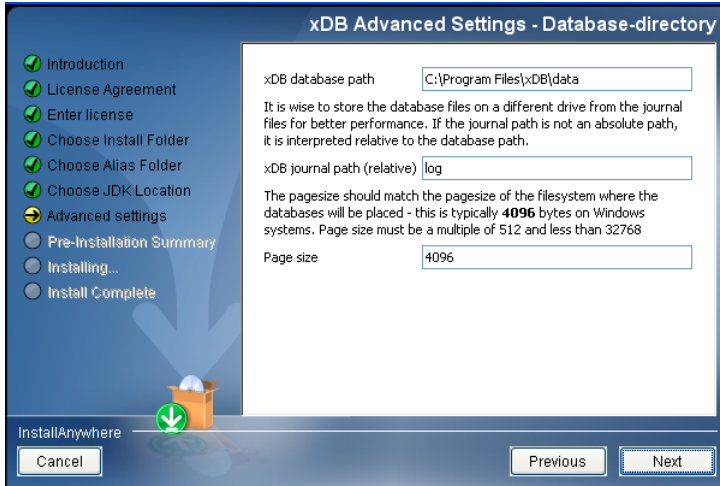 xDB Advanced Settings - Database-directory
Introduction
License Agreement
Enter license
Choose Install Folder
Choose Alias Folder
Choose JDK Location
Advanced settings
Pre-Installation Summary
Installing...
Install Complete
xDB database path C:\Program Files\xDB\data
It is wise to store the database files on a different drive from the journal
files for better performance. If the journal path is not an absolute path,
it is interpreted relative to the database path.
xDB journal path (relative) log
The pagesize should match the pagesize of the filesystem where the
databases will be placed - this is typically 4096 bytes on Windows
systems. Page size must be a multiple of 512 and less than 32768
Page size 4096
InstallAnywhere
Cancel Previous Next